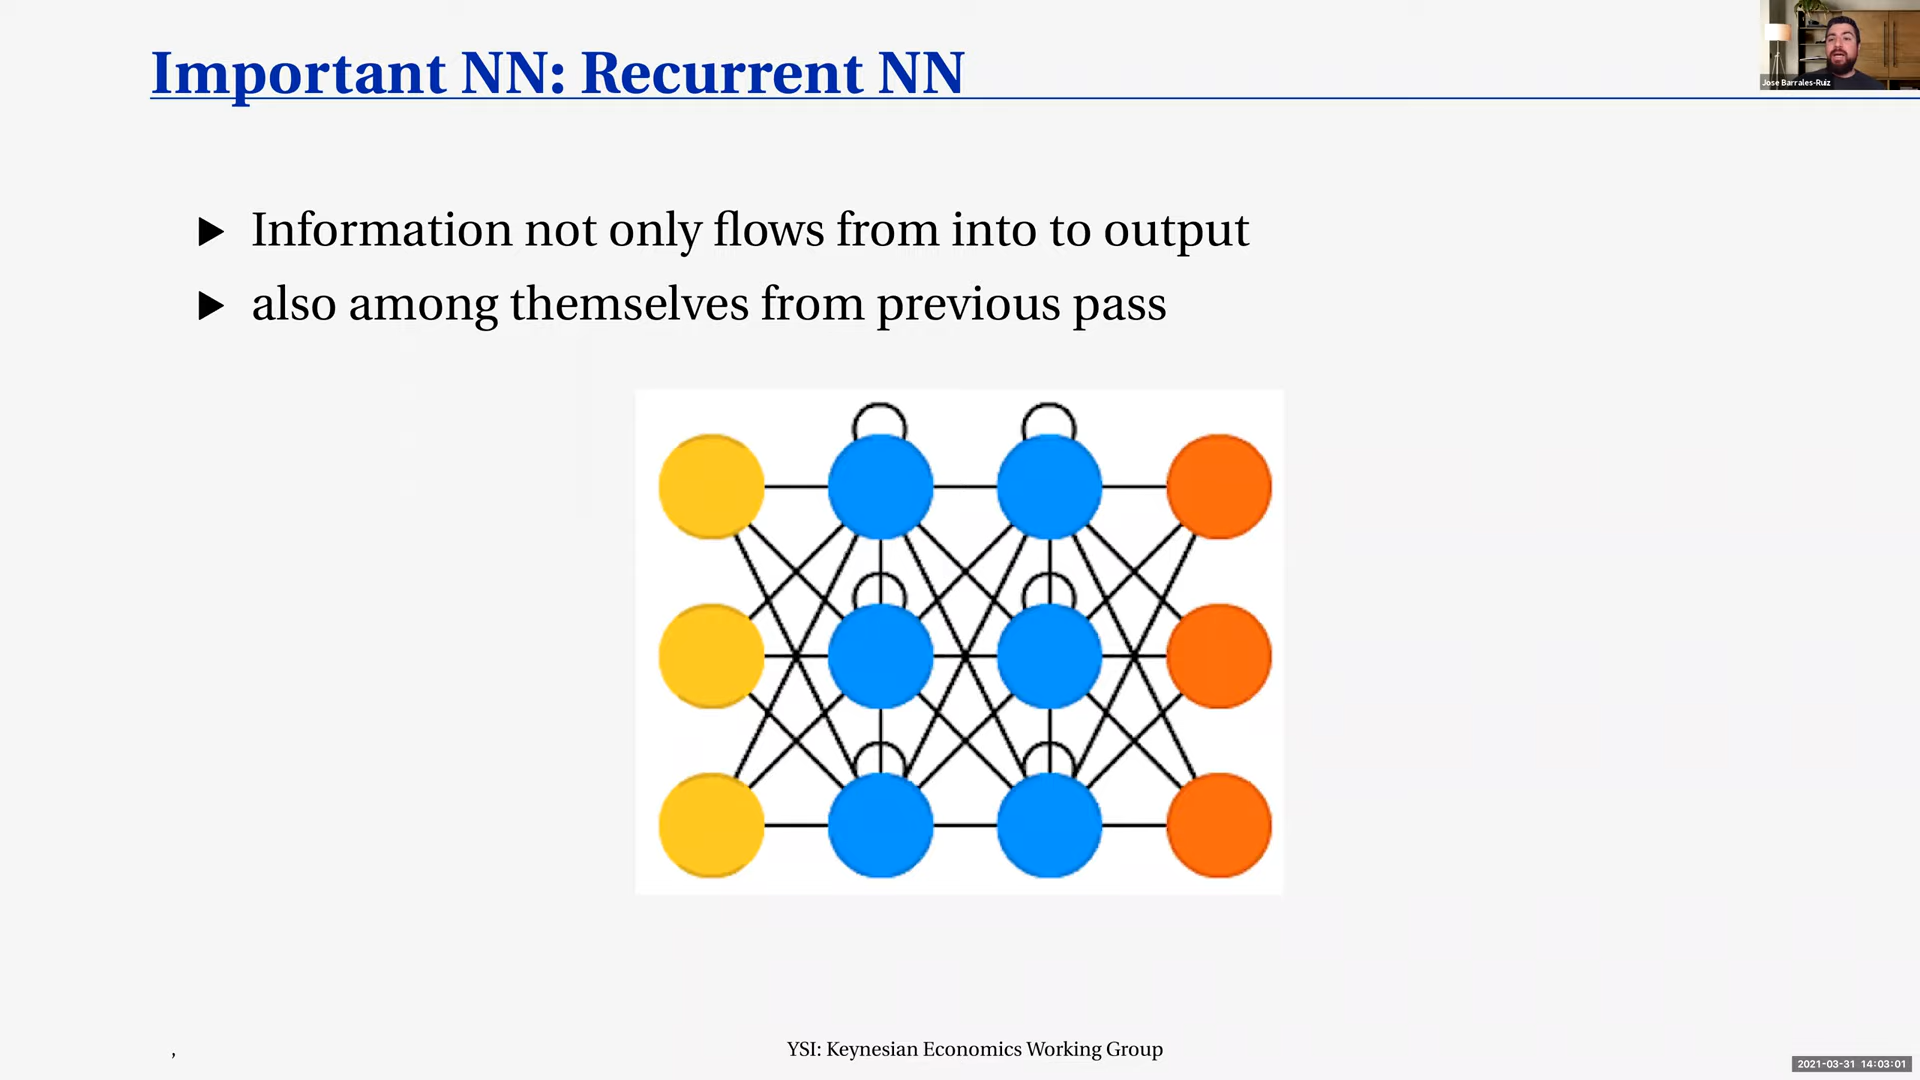 Important NN: Recurrent NN
Jose Barrales-Ruiz
Information not only flows from into to output
also among themselves from previous pass
,
YSI: Keynesian Economics Working Group
2021-03-31 14:03:01